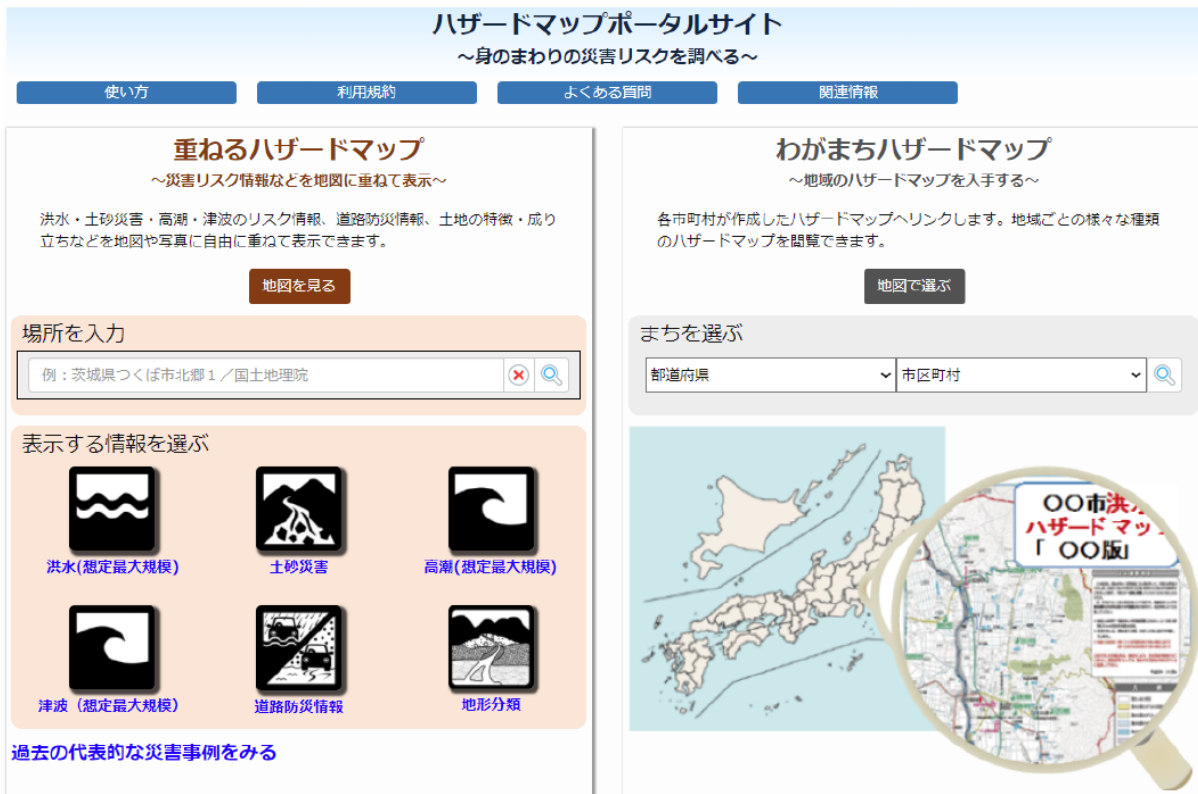 ハザードマップポータルサイト
～身のまわりの災害リスクを調べる～
使い方
利用規約
よくある質問
関連情報
重ねるハザードマップ
～災害リスク情報などを地図に重ねて表示～
洪水・土砂災害・高潮・津波のリスク情報、道路防災情報、土地の特徴・成り
立ちなどを地図や写真に自由に重ねて表示できます。
地図を見る
場所を入力
例：茨城県つくば市北郷１／国土地理院
表示する情報を選ぶ
洪水(想定最大規模)
土砂災害
高潮(想定最大規模)
津波（想定最大規模）
道路防災情報
地形分類
過去の代表的な災害事例をみる
わがまちハザードマップ
～地域のハザードマップを入手する～
各市町村が作成したハザードマップへリンクします。地域ごとの様々な種類
のハザードマップを閲覧できます。
地図で選ぶ
まちを選ぶ
都道府県
市区町村
〇〇市洪
ハザードマッ
「 〇〇版」